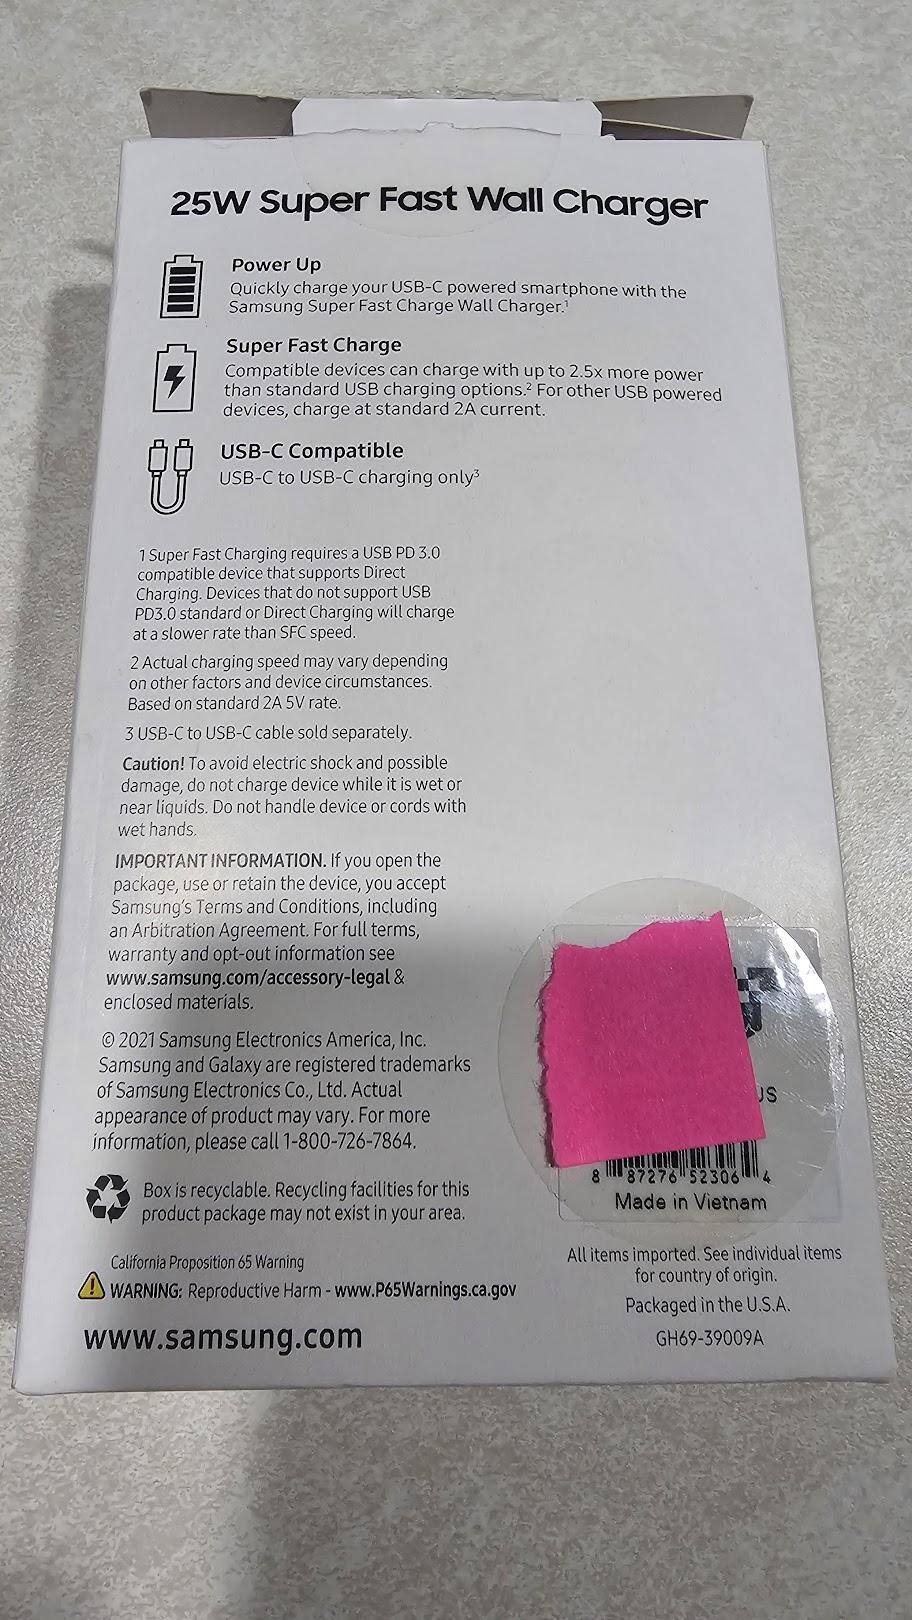 25W Super Fast Wall Charger
Power Up
Quickly charge your USB-C powered smartphone with the
Samsung Super Fast Charge Wall Charger.¹
Super Fast Charge
Compatible devices can charge with up to 2.5x more power
than standard USB charging options.² For other USB powered
devices, charge at standard 2A current.
USB-C Compatible
USB-C to USB-C charging only³
1 Super Fast Charging requires a USB PD 3.0
compatible device that supports Direct
Charging. Devices that do not support USB
PD3.0 standard or Direct Charging will charge
at a slower rate than SFC speed.
2 Actual charging speed may vary depending
on other factors and device circumstances.
Based on standard 2A 5V rate.
3 USB-C to USB-C cable sold separately.
Caution! To avoid electric shock and possible
damage, do not charge device while it is wet or
near liquids. Do not handle device or cords with
wet hands.
IMPORTANT INFORMATION. If you open the
package, use or retain the device, you accept
Samsung's Terms and Conditions, including
an Arbitration Agreement. For full terms,
warranty and opt-out information see
www.samsung.com/accessory-legal &
enclosed materials.
© 2021 Samsung Electronics America, Inc.
Samsung and Galaxy are registered trademarks
of Samsung Electronics Co., Ltd. Actual
appearance of product may vary. For more
information, please call 1-800-726-7864.
Box is recyclable. Recycling facilities for this
product package may not exist in your area.
California Proposition 65 Warning
WARNING: Reproductive Harm - www.P65Warnings.ca.gov
www.samsung.com
US
8 87276 52306 4
Made in Vietnam
All items imported. See individual items
for country of origin.
Packaged in the U.S.A.
GH69-39009A